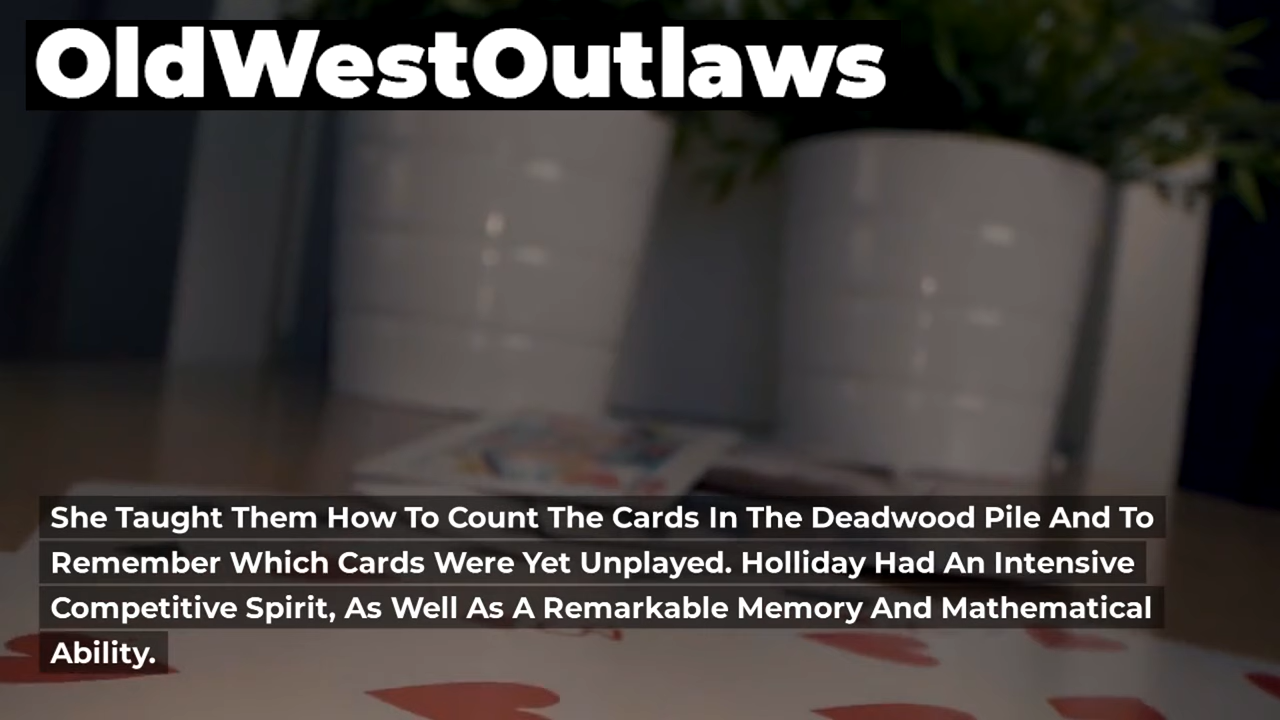 OldWestOutlaws
She Taught Them How To Count The Cards In The Deadwood Pile And To
Remember Which Cards Were Yet Unplayed. Holliday Had An Intensive
Competitive Spirit, As Well As A Remarkable Memory And Mathematical
Ability.